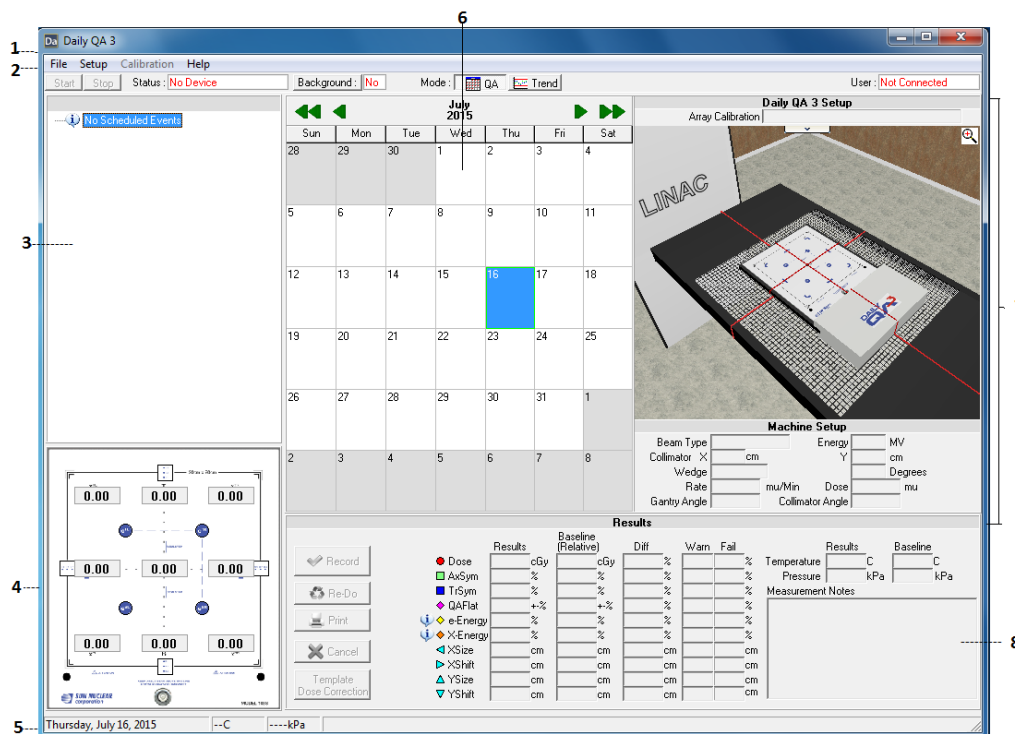 6
Da Daily QA 3
1
File Setup Calibration Help
2
Start Stop Status : No Device Background : No Mode : QA Trend User : Not Connected
No Scheduled Events
July
2015
Sun Mon Tue Wed Thu Fri Sat
28 29 30 1 2 3 4
5 6 7 8 9 10 11
12 13 14 15 16 17 18
19 20 21 22 23 24 25
26 27 28 29 30 31 1
2 3 4 5 6 7 8
3
Daily QA 3 Setup
Array Calibration
LINAC
DAILY QA3
Machine Setup
Beam Type Energy MV
Collimator X cm Y cm
Wedge Degrees
Rate mu/Min Dose mu
Gantry Angle Collimator Angle
0.00 0.00 0.00
0.00 0.00 0.00
0.00 0.00 0.00
4
SUN NUCLEAR
corporation
Results
Record
Re-Do
Print
Cancel
Template
Dose Correction
Results Baseline (Relative) Diff Warn Fail
Dose cGy cGy % %
AxSym % % % %
TrSym % % % %
QAFlat +-% +-% % %
e-Energy % % % %
X-Energy % % % %
XSize cm cm cm cm
XShift cm cm cm cm
YSize cm cm cm cm
YShift cm cm cm cm
Results Baseline
Temperature C C
Pressure kPa kPa
Measurement Notes
8
5
Thursday, July 16, 2015 --C ----kPa